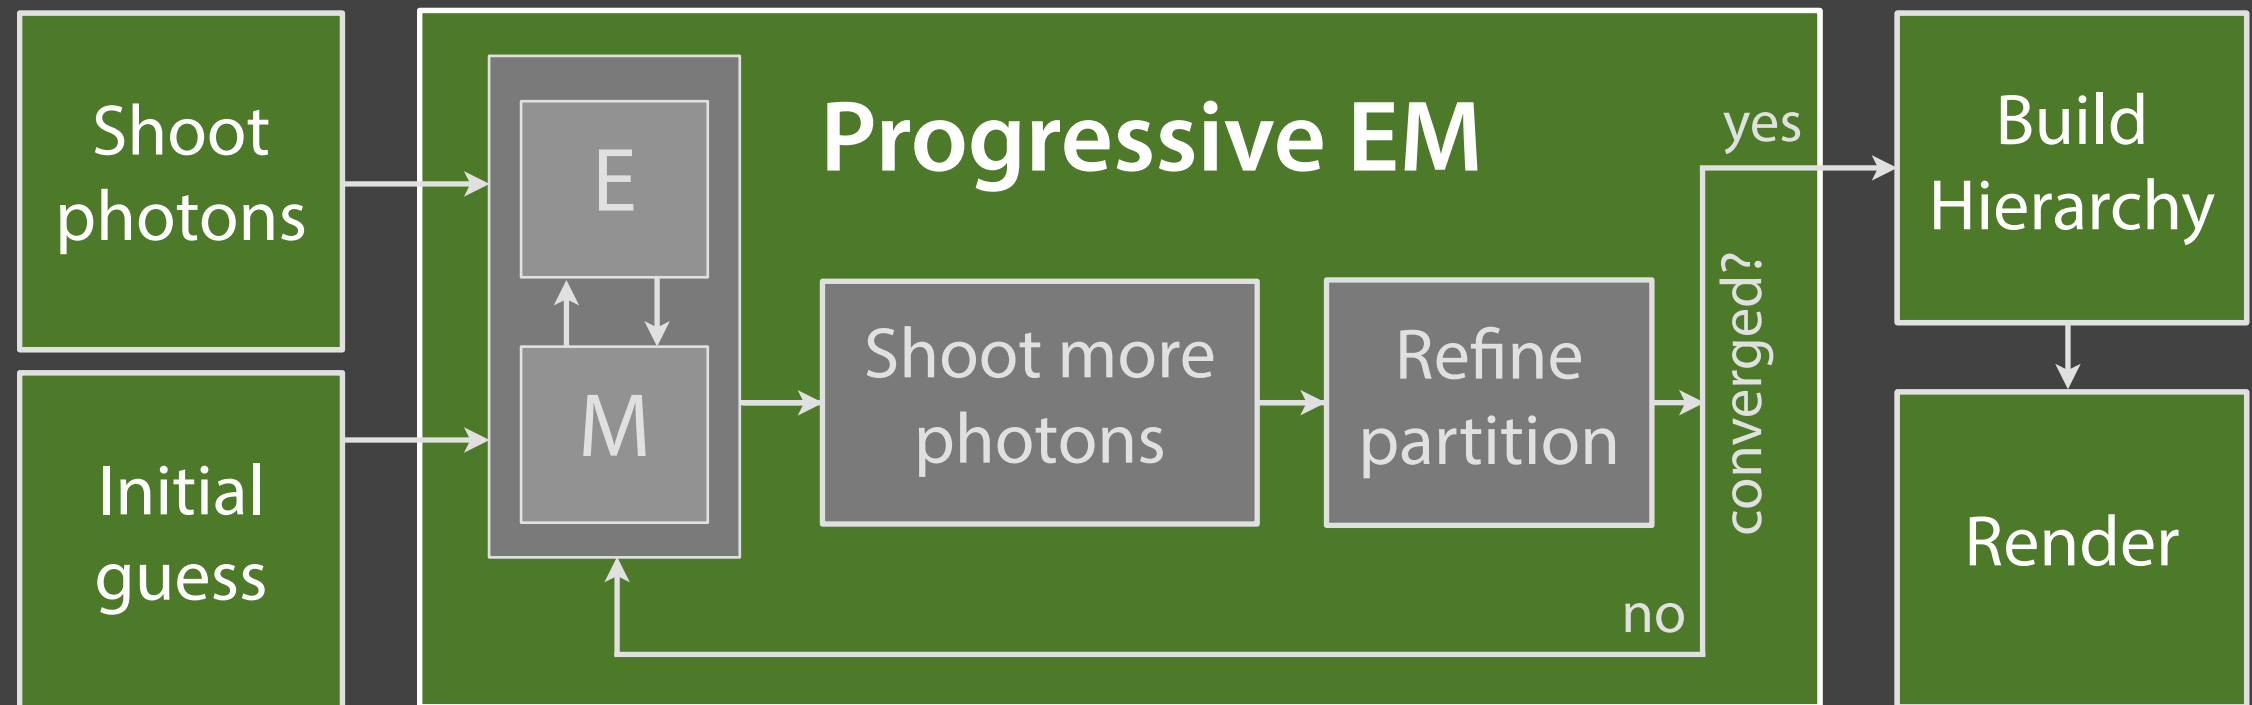 Shoot
photons
Initial
guess
Progressive EM
E
M
Shoot more
photons
Refine
partition
converged?
yes
no
Build
Hierarchy
Render